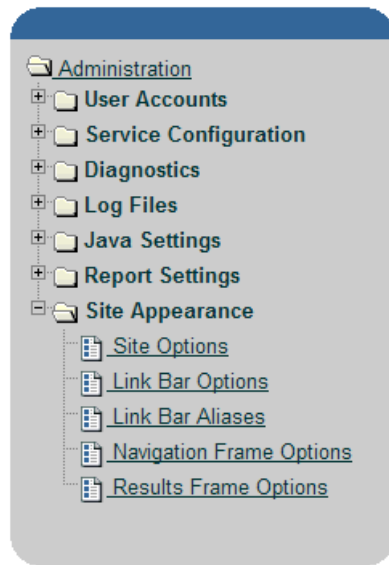 Administration
User Accounts
Service Configuration
Diagnostics
Log Files
Java Settings
Report Settings
Site Appearance
Site Options
Link Bar Options
Link Bar Aliases
Navigation Frame Options
Results Frame Options